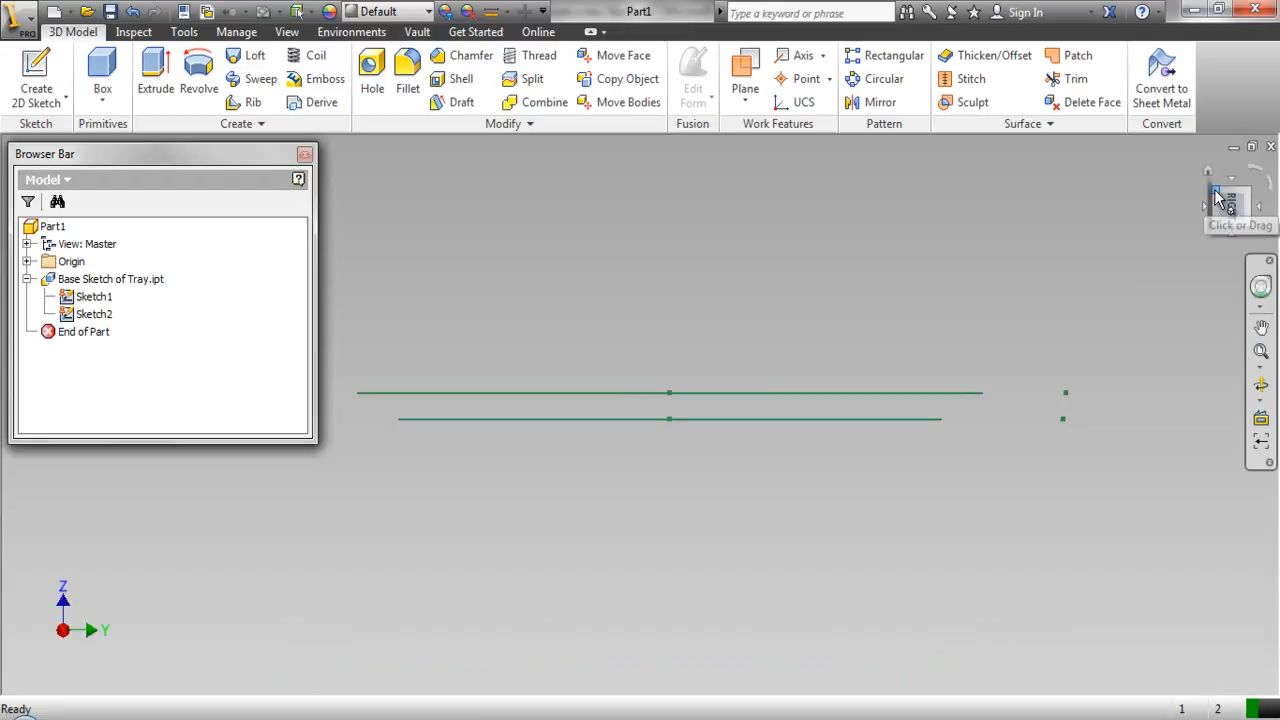 Default
Part1
Type a keyword or phrase
Sign In
PRO
3D Model
Inspect
Tools
Manage
View
Environments
Vault
Get Started
Online
Create
2D Sketch
Sketch
Box
Primitives
Extrude
Revolve
Loft
Sweep
Rib
Coil
Emboss
Derive
Create
Hole
Fillet
Chamfer
Shell
Draft
Thread
Split
Combine
Move Face
Copy Object
Move Bodies
Modify
Edit
Form
Fusion
Plane
Axis
Point
UCS
Work Features
Rectangular
Circular
Mirror
Pattern
Thicken/Offset
Stitch
Sculpt
Patch
Trim
Delete Face
Surface
Convert to
Sheet Metal
Convert
Browser Bar
Model
Part1
View: Master
Origin
Base Sketch of Tray.ipt
Sketch1
Sketch2
End of Part
Click or Drag
Z
Y
Ready
1
2